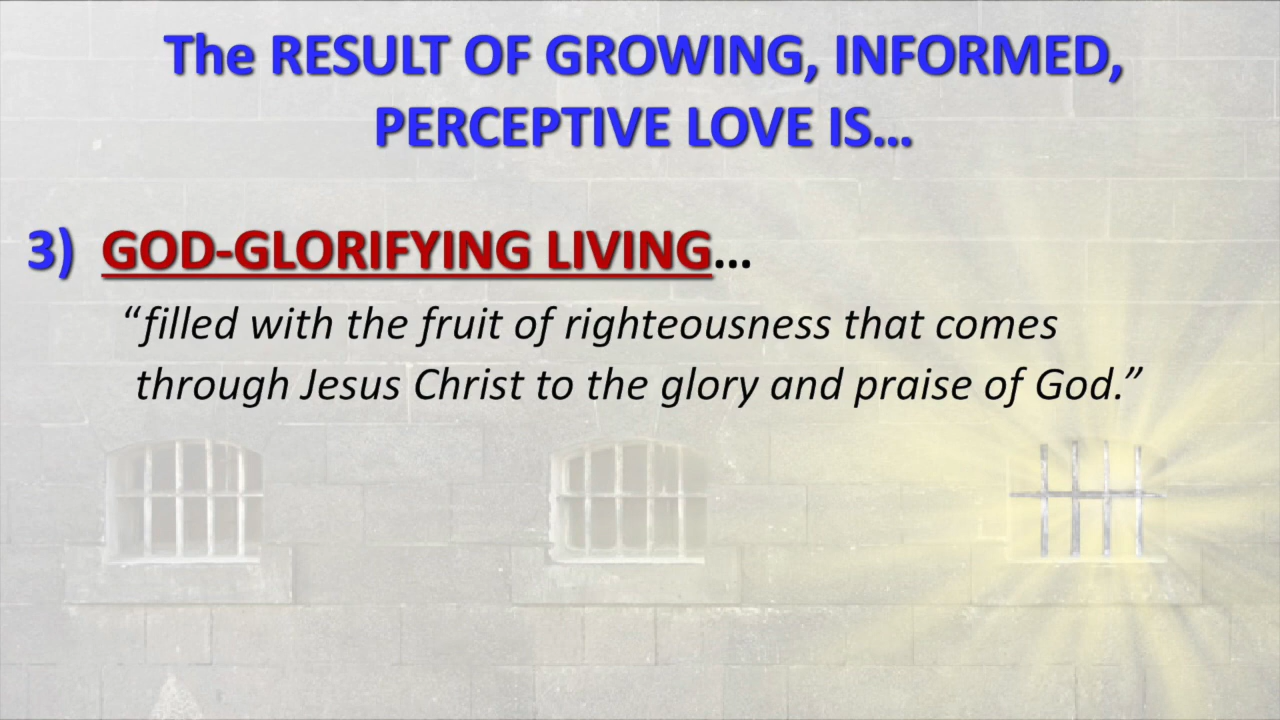 The RESULT OF GROWING, INFORMED,
PERCEPTIVE LOVE IS…
3) GOD-GLORIFYING LIVING…
“filled with the fruit of righteousness that comes
through Jesus Christ to the glory and praise of God.”